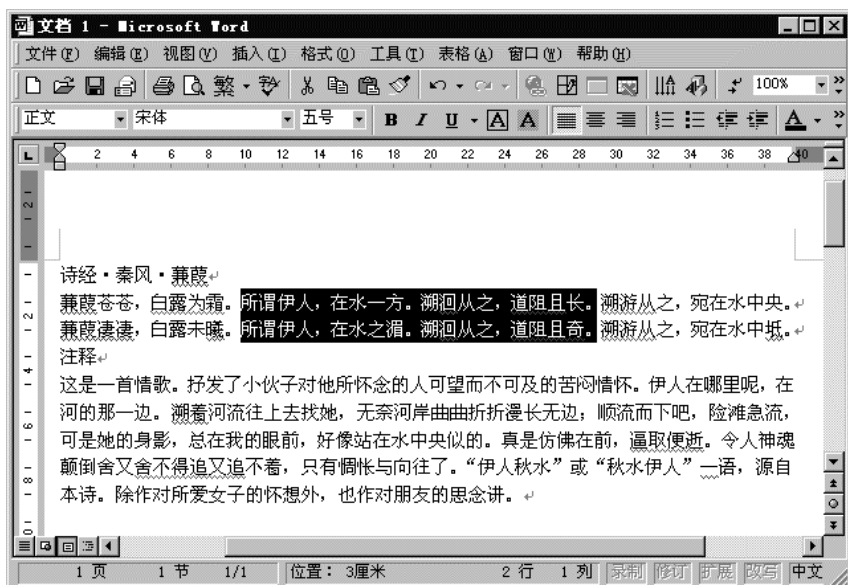 文档 1 - Microsoft Word
文件(F) 编辑(E) 视图(V) 插入(I) 格式(O) 工具(T) 表格(A) 窗口(W) 帮助(H)
繁 100%
正文 宋体 五号 B I U A A A
2 4 6 8 10 12 14 16 18 20 22 24 26 28 30 32 34 36 38 40
诗经·秦风·蒹葭
蒹葭苍苍，白露为霜。所谓伊人，在水一方。溯洄从之，道阻且长。溯游从之，宛在水中央。
蒹葭凄凄，白露未曦。所谓伊人，在水之湄。溯洄从之，道阻且奇。溯游从之，宛在水中坻。
注释
这是一首情歌。抒发了小伙子对他所怀念的人可望而不可及的苦闷情怀。伊人在哪里呢，在
河的那一边。溯着河流往上去找她，无奈河岸曲曲折折漫长无边；顺流而下吧，险滩急流，
可是她的身影，总在我的眼前，好像站在水中央似的。真是仿佛在前，逼取便逝。令人神魂
颠倒舍又舍不得追又追不着，只有惆怅与向往了。“伊人秋水”或“秋水伊人”一语，源自
本诗。除作对所爱女子的怀想外，也作对朋友的思念讲。
1 页 1 节 1/1 位置： 3厘米 2 行 1 列 录制 修订 扩展 改写 中文